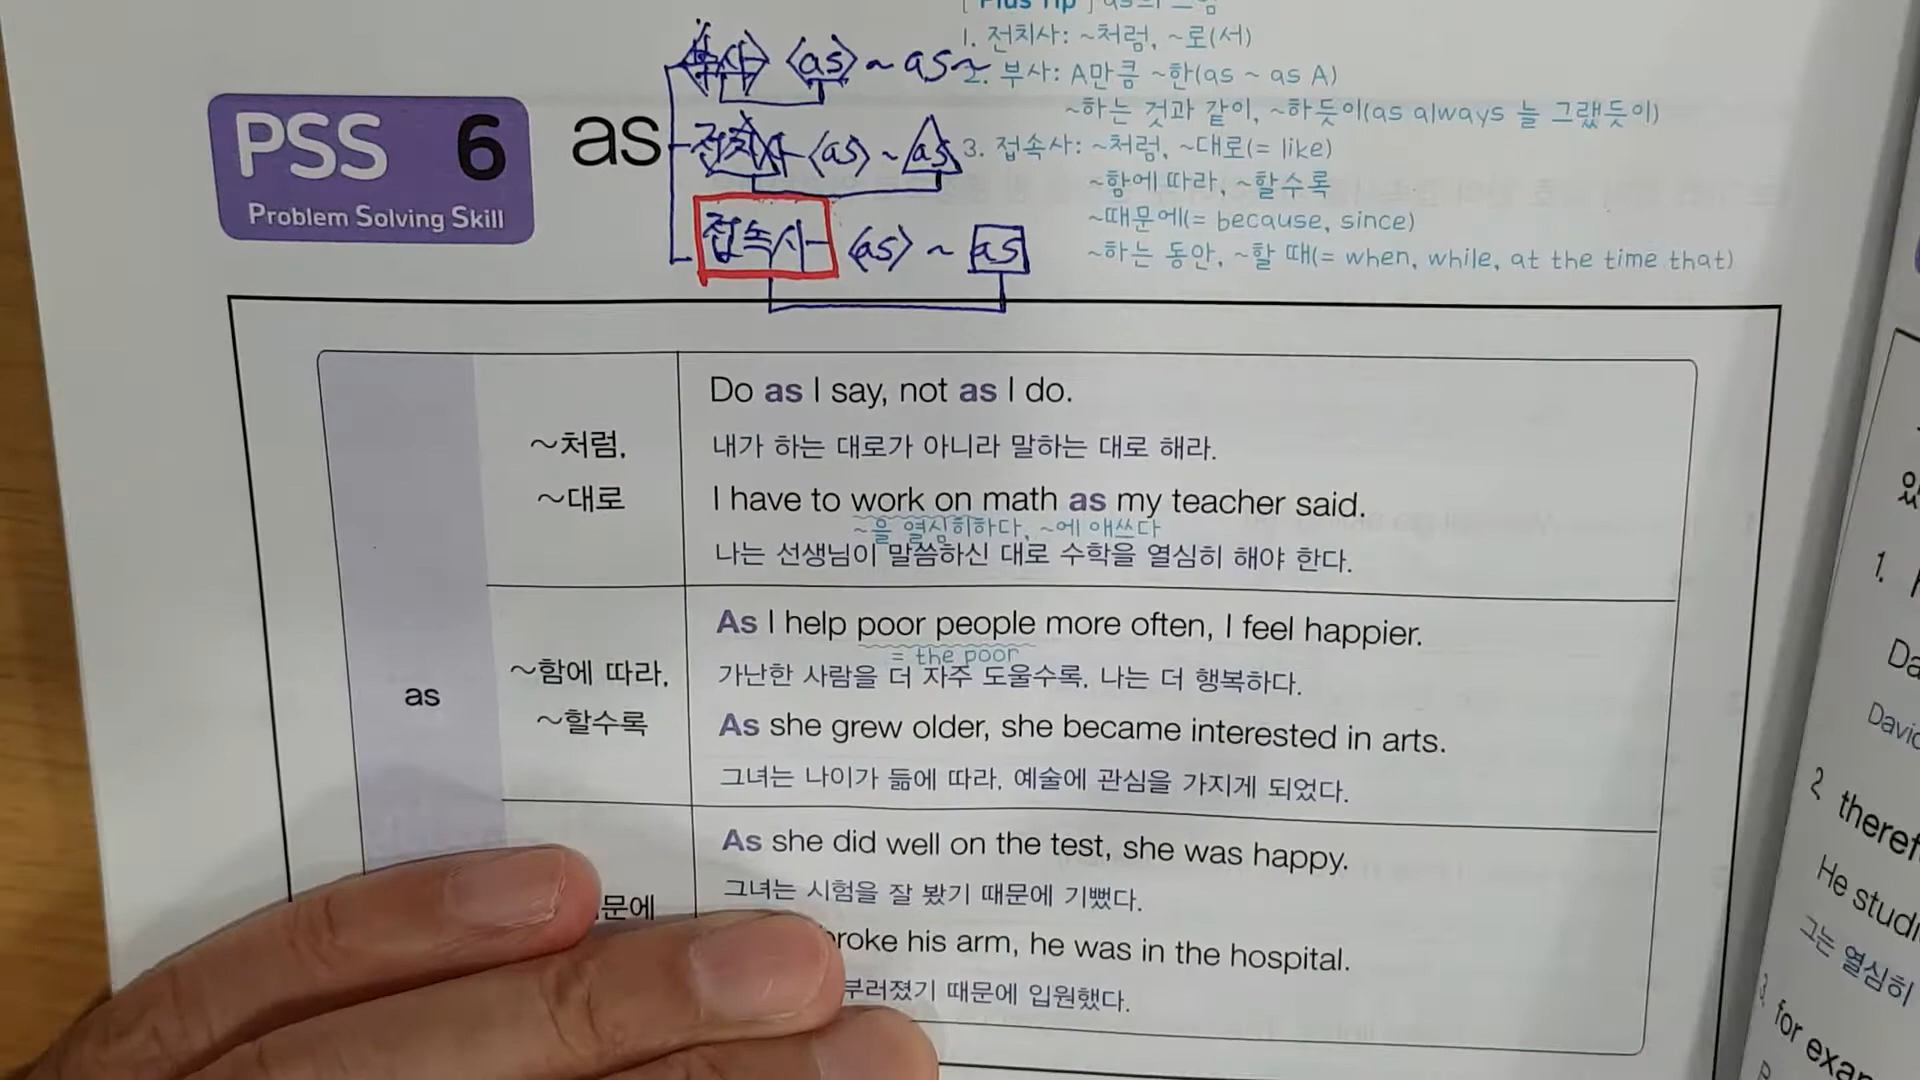 [ Plus Tip ] as의
1. 전치사: ~처럼, ~로(서)
2. 부사: A만큼 ~한(as ~ as A)
~하는 것과 같이, ~하듯이(as always 늘 그랬듯이)
3. 접속사: ~처럼, ~대로(= like)
~함에 따라, ~할수록
~때문에(= because, since)
~하는 동안, ~할 때(= when, while, at the time that)
부사 <as> ~ as ~
전치사 <as> ~ as
접속사 <as> ~ as
PSS 6 as
Problem Solving Skill
as
~처럼,
~대로
Do as I say, not as I do.
내가 하는 대로가 아니라 말하는 대로 해라.
I have to work on math as my teacher said.
~을 열심히하다, ~에 애쓰다
나는 선생님이 말씀하신 대로 수학을 열심히 해야 한다.
~함에 따라,
~할수록
As I help poor people more often, I feel happier.
= the poor
가난한 사람을 더 자주 도울수록, 나는 더 행복하다.
As she grew older, she became interested in arts.
그녀는 나이가 듦에 따라, 예술에 관심을 가지게 되었다.
문에
As she did well on the test, she was happy.
그녀는 시험을 잘 봤기 때문에 기뻤다.
broke his arm, he was in the hospital.
부러졌기 때문에 입원했다.
1.
David
2 theref
He studi
그는 열심히
3 for exam